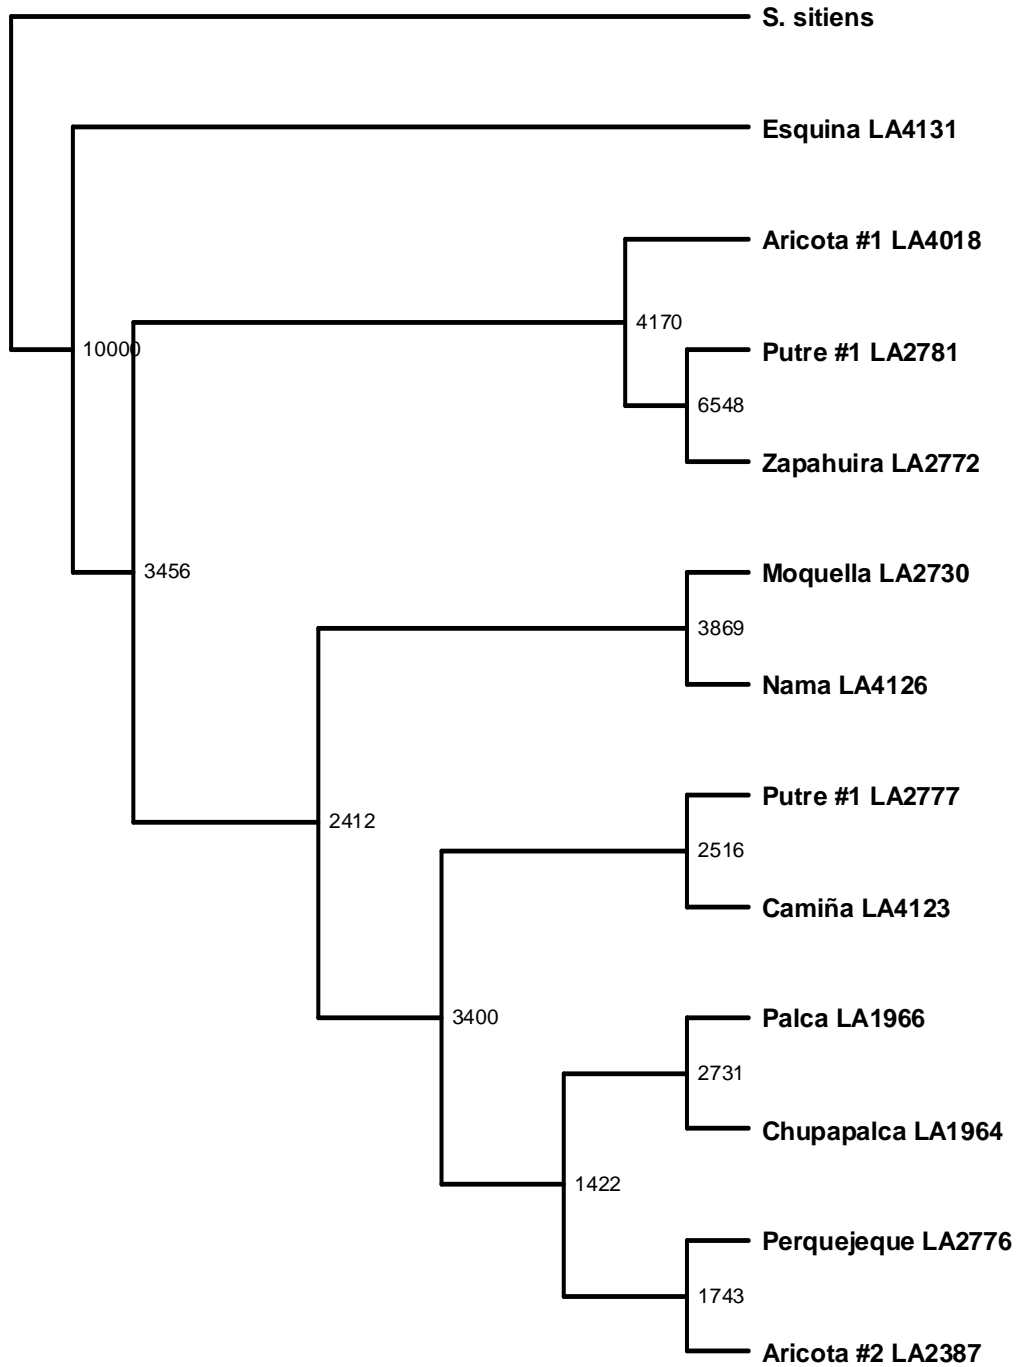 S. sitiens
Esquina LA4131
Aricota #1 LA4018
4170
10000
Putre #1 LA2781
6548
Zapahuira LA2772
3456
Moquella LA2730
3869
Nama LA4126
Putre #1 LA2777
2412
2516
Camiña LA4123
3400
Palca LA1966
2731
Chupapalca LA1964
1422
Perquejeque LA2776
1743
Aricota #2 LA2387